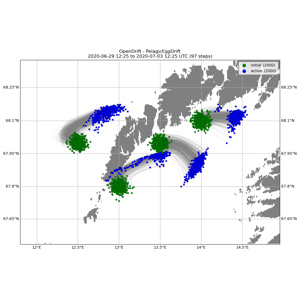 OpenDrift - PelagicEggDrift
2020-06-29 12:25 to 2020-07-03 12:25 UTC (97 steps)
initial (2000)
active (2000)
68.25°N
68.25°N
68.1°N
68.1°N
67.95°N
67.95°N
67.8°N
67.8°N
67.65°N
67.65°N
12°E
12.5°E
13°E
13.5°E
14°E
14.5°E